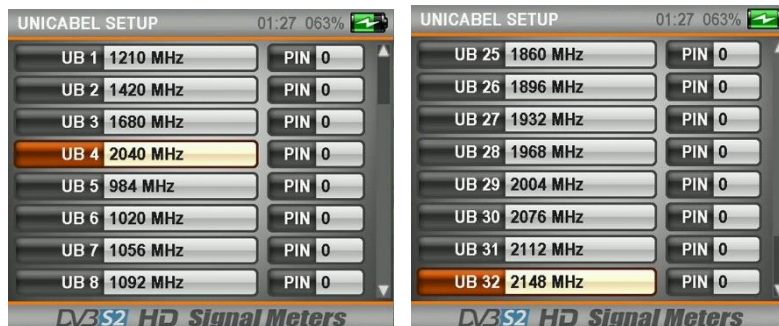 UNICABEL SETUP 01:27 063%
UB 1 1210 MHz PIN 0
UB 2 1420 MHz PIN 0
UB 3 1680 MHz PIN 0
UB 4 2040 MHz PIN 0
UB 5 984 MHz PIN 0
UB 6 1020 MHz PIN 0
UB 7 1056 MHz PIN 0
UB 8 1092 MHz PIN 0
DVBS2 HD Signal Meters
UNICABEL SETUP 01:27 063%
UB 25 1860 MHz PIN 0
UB 26 1896 MHz PIN 0
UB 27 1932 MHz PIN 0
UB 28 1968 MHz PIN 0
UB 29 2004 MHz PIN 0
UB 30 2076 MHz PIN 0
UB 31 2112 MHz PIN 0
UB 32 2148 MHz PIN 0
DVBS2 HD Signal Meters